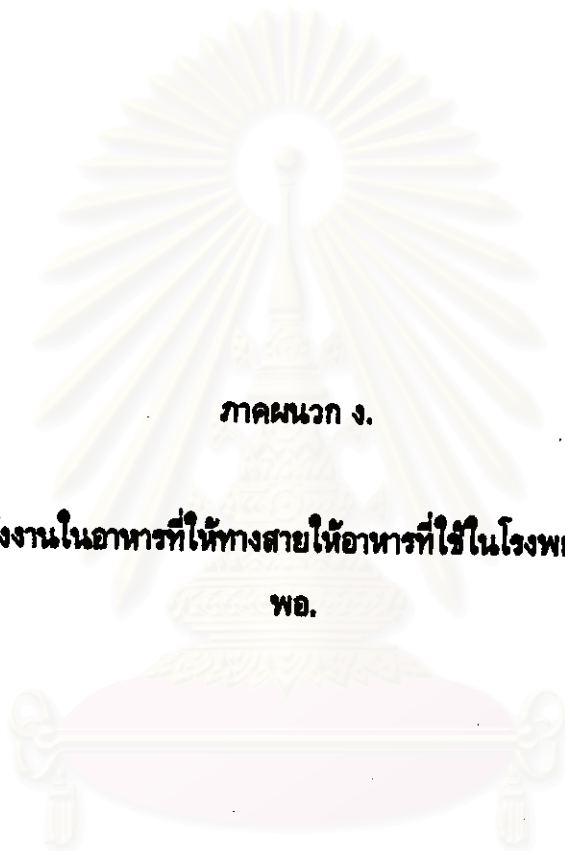 ภาคผนวก ง.
งงานในอาหารที่ให้ทางสายให้อาหารที่ใช้ในโรงพย
พอ.